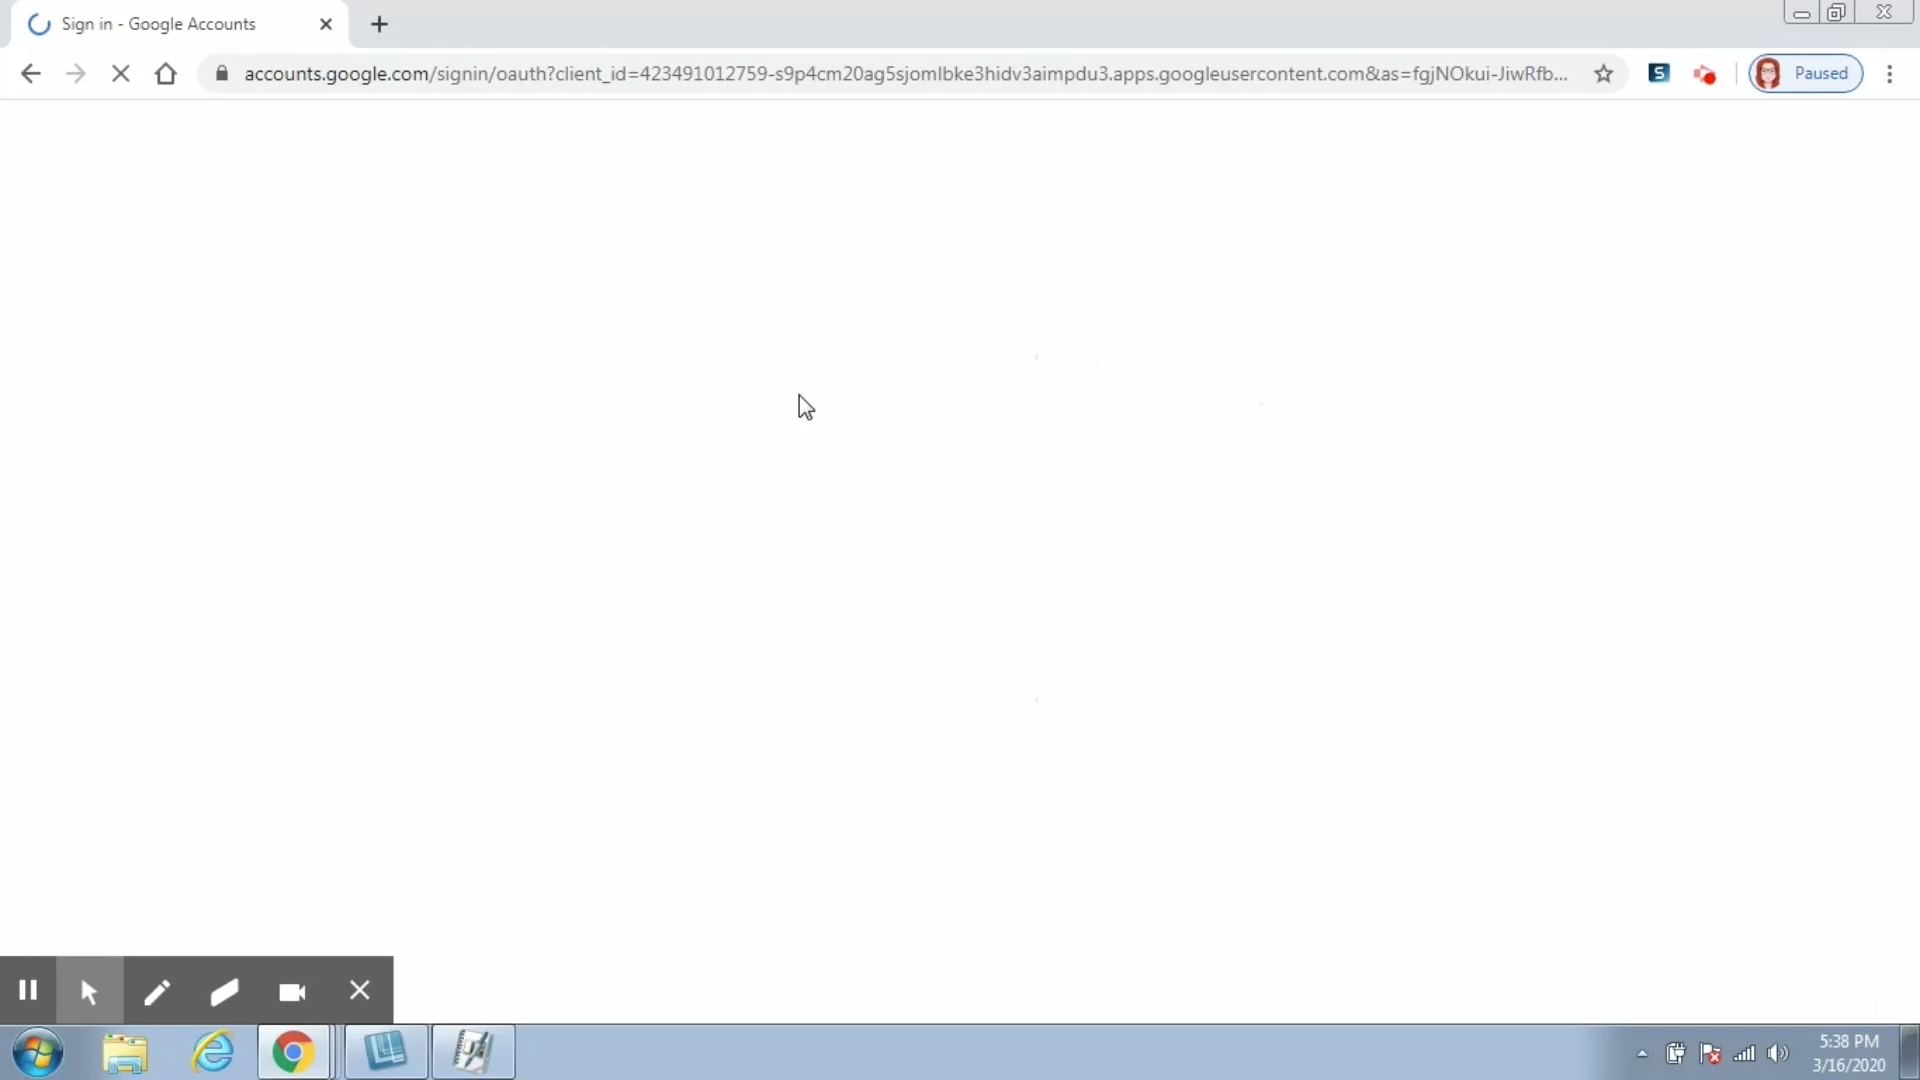 Sign in - Google Accounts
accounts.google.com/signin/oauth?client_id=423491012759-s9p4cm20ag5sjomlbke3hidv3aimpdu3.apps.googleusercontent.com&as=fgjNOkui-JiwRfb...
S
Paused
5:38 PM
3/16/2020